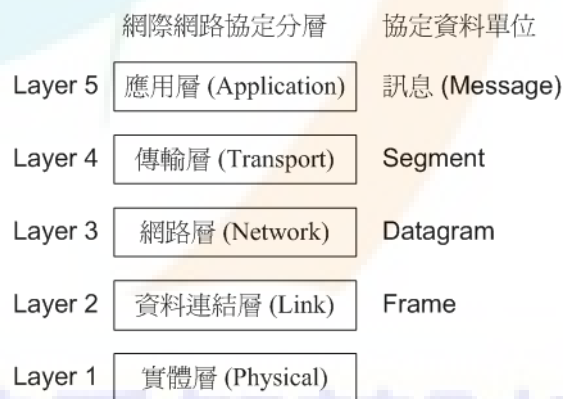 網際網路協定分層 協定資料單位
Layer 5 應用層 (Application) 訊息 (Message)
Layer 4 傳輸層 (Transport) Segment
Layer 3 網路層 (Network) Datagram
Layer 2 資料連結層 (Link) Frame
Layer 1 實體層 (Physical)